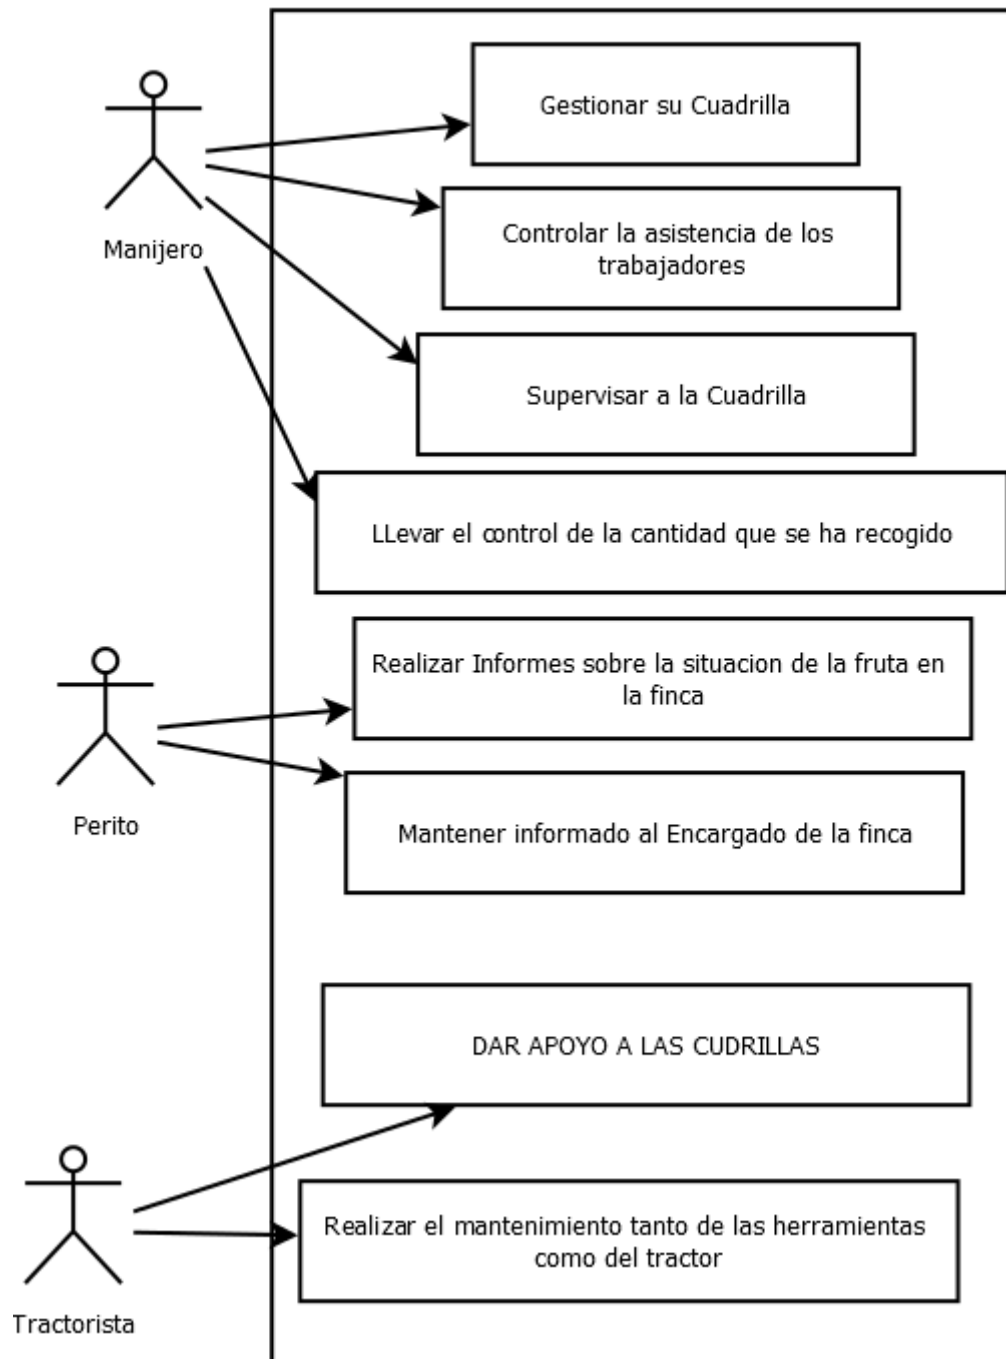 Gestionar su Cuadrilla
Manijero
Controlar la asistencia de los
trabajadores
Supervisar a la Cuadrilla
LLevar el control de la cantidad que se ha recogido
Realizar Informes sobre la situacion de la fruta en
la finca
Perito
Mantener informado al Encargado de la finca
DAR APOYO A LAS CUDRILLAS
Realizar el mantenimiento tanto de las herramientas
como del tractor
Tractorista